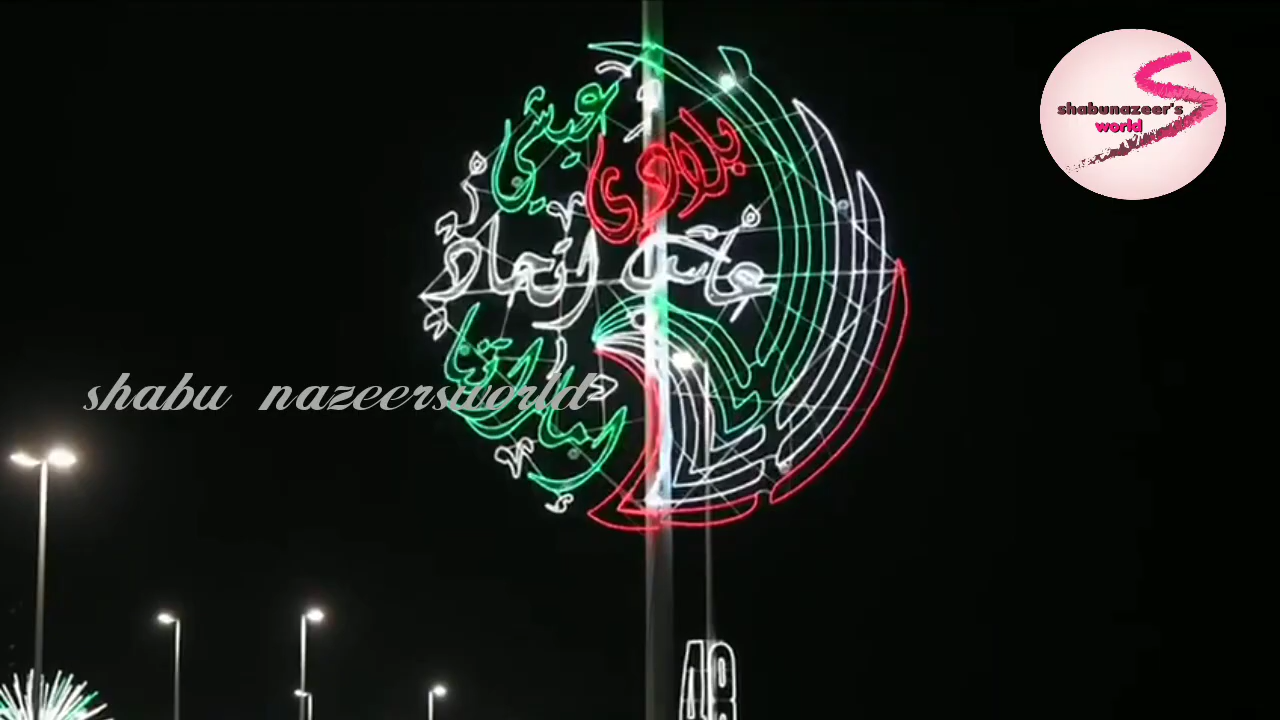 shabunazeer's
world
عيشي بلادي
عاش اتحاد
إماراتنا
shabu nazeersworld
48